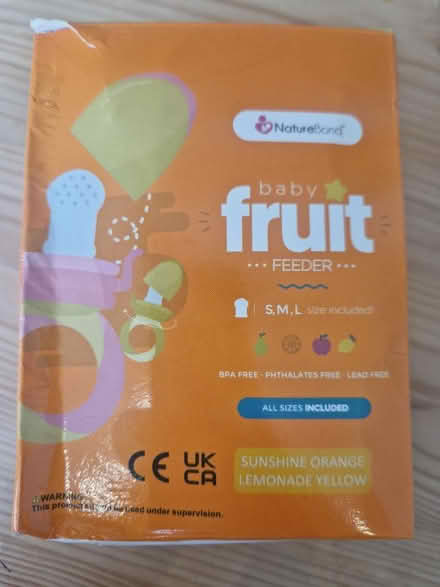 NatureBond
baby
fruit
FEEDER
S, M, L size included!
BPA FREE · PHTHALATES FREE · LEAD FREE
ALL SIZES INCLUDED
CE UK
CA
SUNSHINE ORANGE
LEMONADE YELLOW
WARNING
This product be used under supervision.